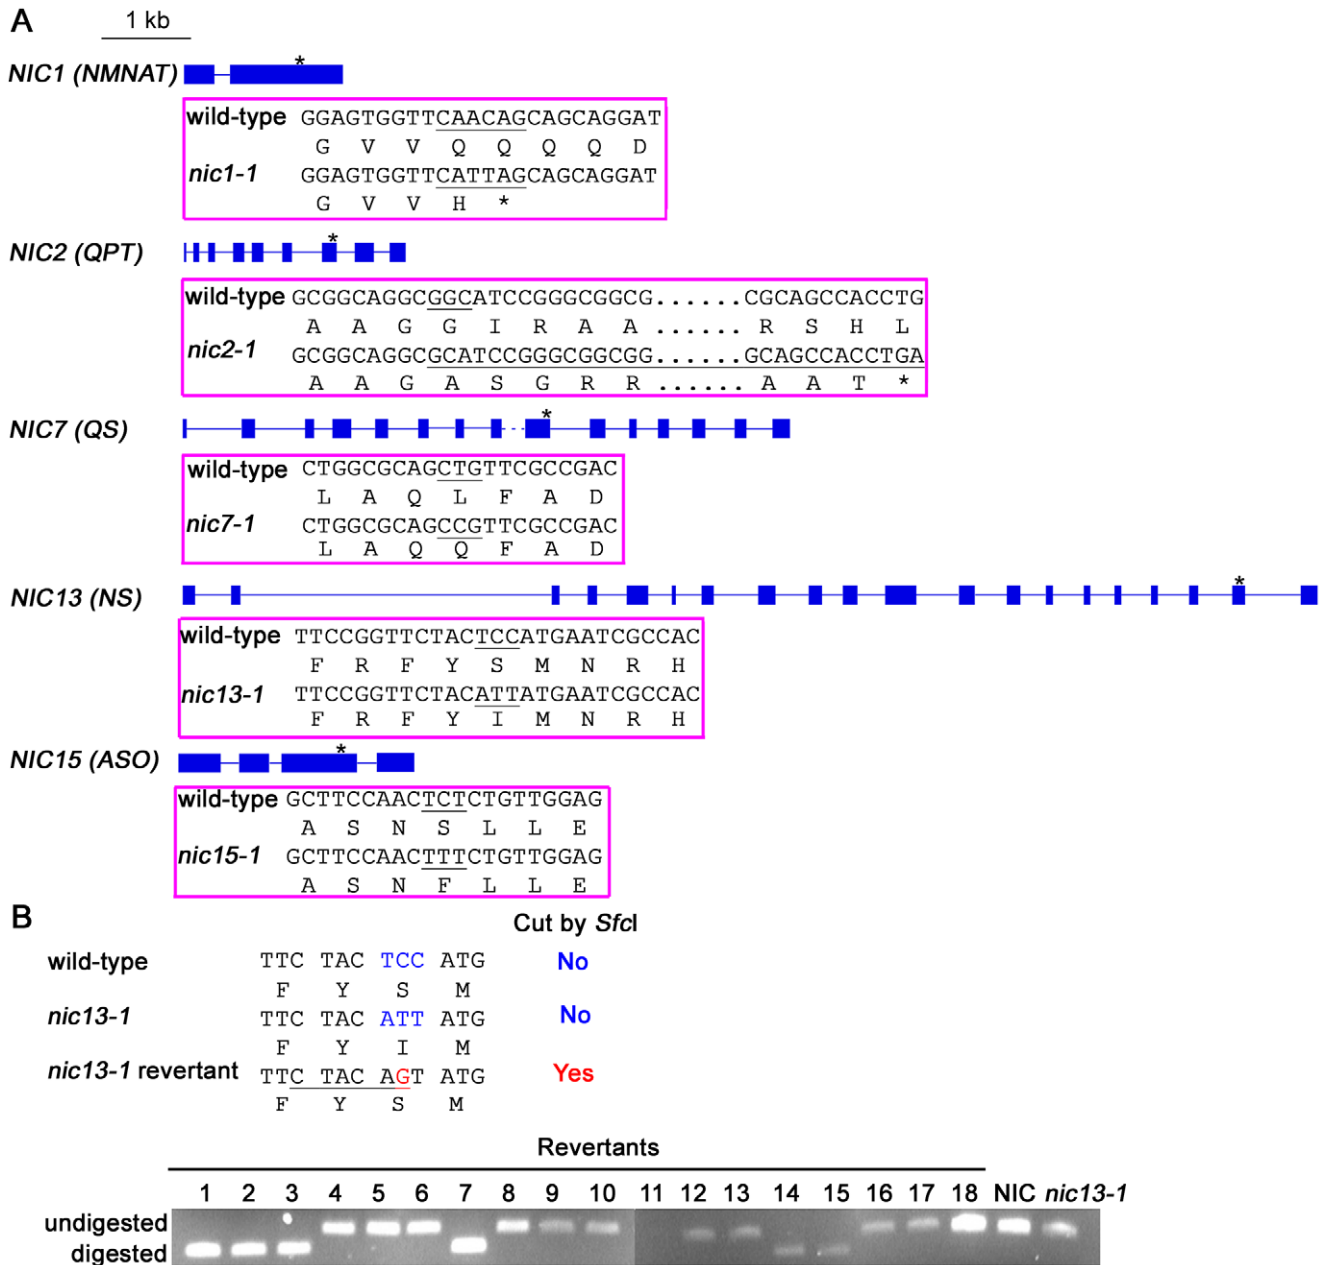 A
1 kb
NIC1 (NMNAT)
*
wild-type GGAGTGGTTCAACAGCAGCAGGAT
G V V Q Q Q Q D
nic1-1 GGAGTGGTTCATTAGCAGCAGGAT
G V V H *
NIC2 (QPT)
*
wild-type GCGGCAGGCGGCATCCGGGCGGCG......CGCAGCCACCTG
A A G G I R A A ...... R S H L
nic2-1 GCGGCAGGCGCATCCGGGCGGCGG......GCAGCCACCTGA
A A G A S G R R ...... A A T *
NIC7 (QS)
*
wild-type CTGGCGCAGCTGTTCGCCGAC
L A Q L F A D
nic7-1 CTGGCGCAGCCGTTCGCCGAC
L A Q Q F A D
NIC13 (NS)
*
wild-type TTCCGGTTCTACTCCATGAATCGCCAC
F R F Y S M N R H
nic13-1 TTCCGGTTCTACATTATGAATCGCCAC
F R F Y I M N R H
NIC15 (ASO)
*
wild-type GCTTCCAACTCTCTGTTGGAG
A S N S L L E
nic15-1 GCTTCCAACTTTCTGTTGGAG
A S N F L L E
B
Cut by SfcI
wild-type TTC TAC TCC ATG No
F Y S M
nic13-1 TTC TAC ATT ATG No
F Y I M
nic13-1 revertant TTC TAC AGT ATG Yes
F Y S M
Revertants
1 2 3 4 5 6 7 8 9 10 11 12 13 14 15 16 17 18 NIC nic13-1
undigested
digested